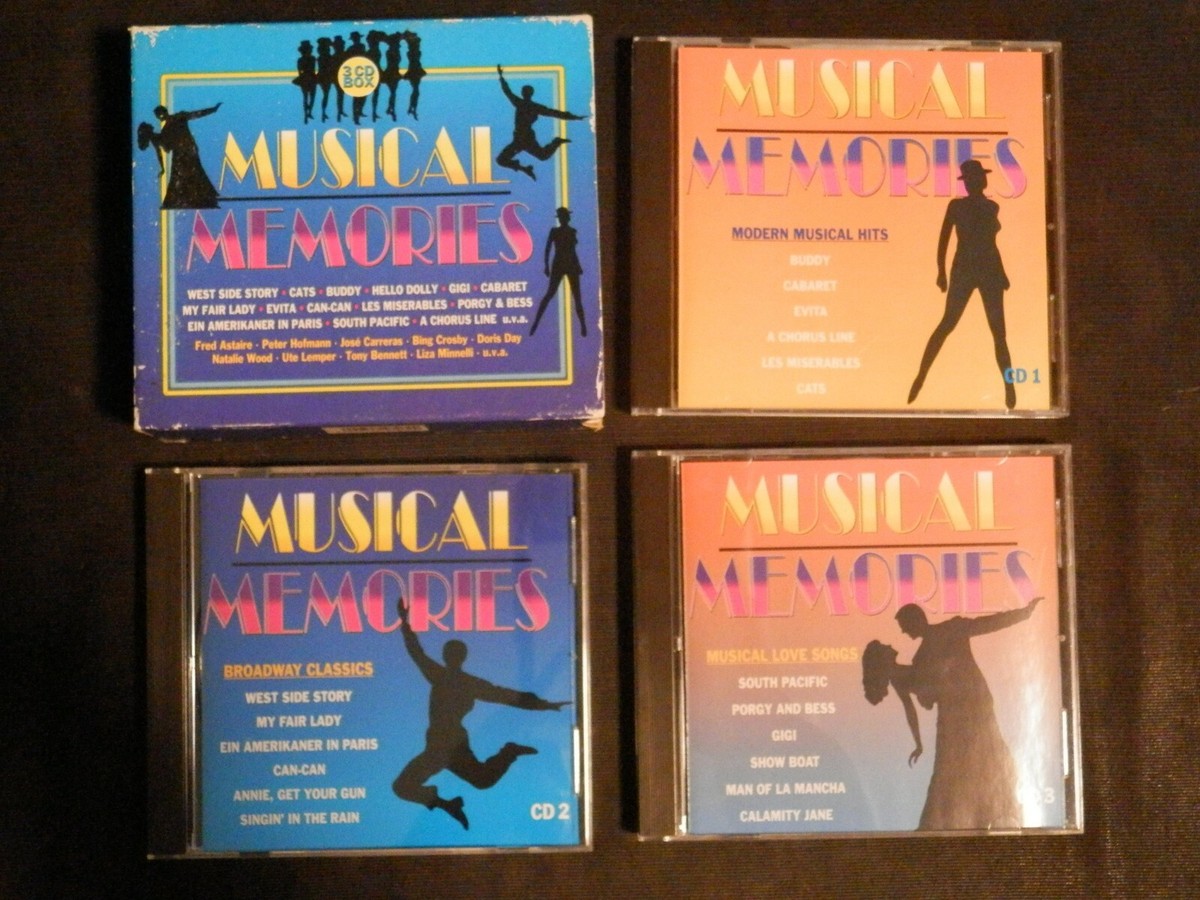 3 CD
BOX
MUSICAL
MEMORIES
WEST SIDE STORY • CATS • BUDDY • HELLO DOLLY • GIGI • CABARET
MY FAIR LADY • EVITA • CAN-CAN • LES MISERABLES • PORGY & BESS
EIN AMERIKANER IN PARIS • SOUTH PACIFIC • A CHORUS LINE u.v.a.
Fred Astaire · Peter Hofmann · José Carreras · Bing Crosby · Doris Day
Natalie Wood · Ute Lemper · Tony Bennett · Liza Minnelli · u.v.a.
MUSICAL
MEMORIES
MODERN MUSICAL HITS
BUDDY
CABARET
EVITA
A CHORUS LINE
LES MISERABLES
CATS
CD 1
MUSICAL
MEMORIES
BROADWAY CLASSICS
WEST SIDE STORY
MY FAIR LADY
EIN AMERIKANER IN PARIS
CAN-CAN
ANNIE, GET YOUR GUN
SINGIN' IN THE RAIN
CD 2
MUSICAL
MEMORIES
MUSICAL LOVE SONGS
SOUTH PACIFIC
PORGY AND BESS
GIGI
SHOW BOAT
MAN OF LA MANCHA
CALAMITY JANE
3